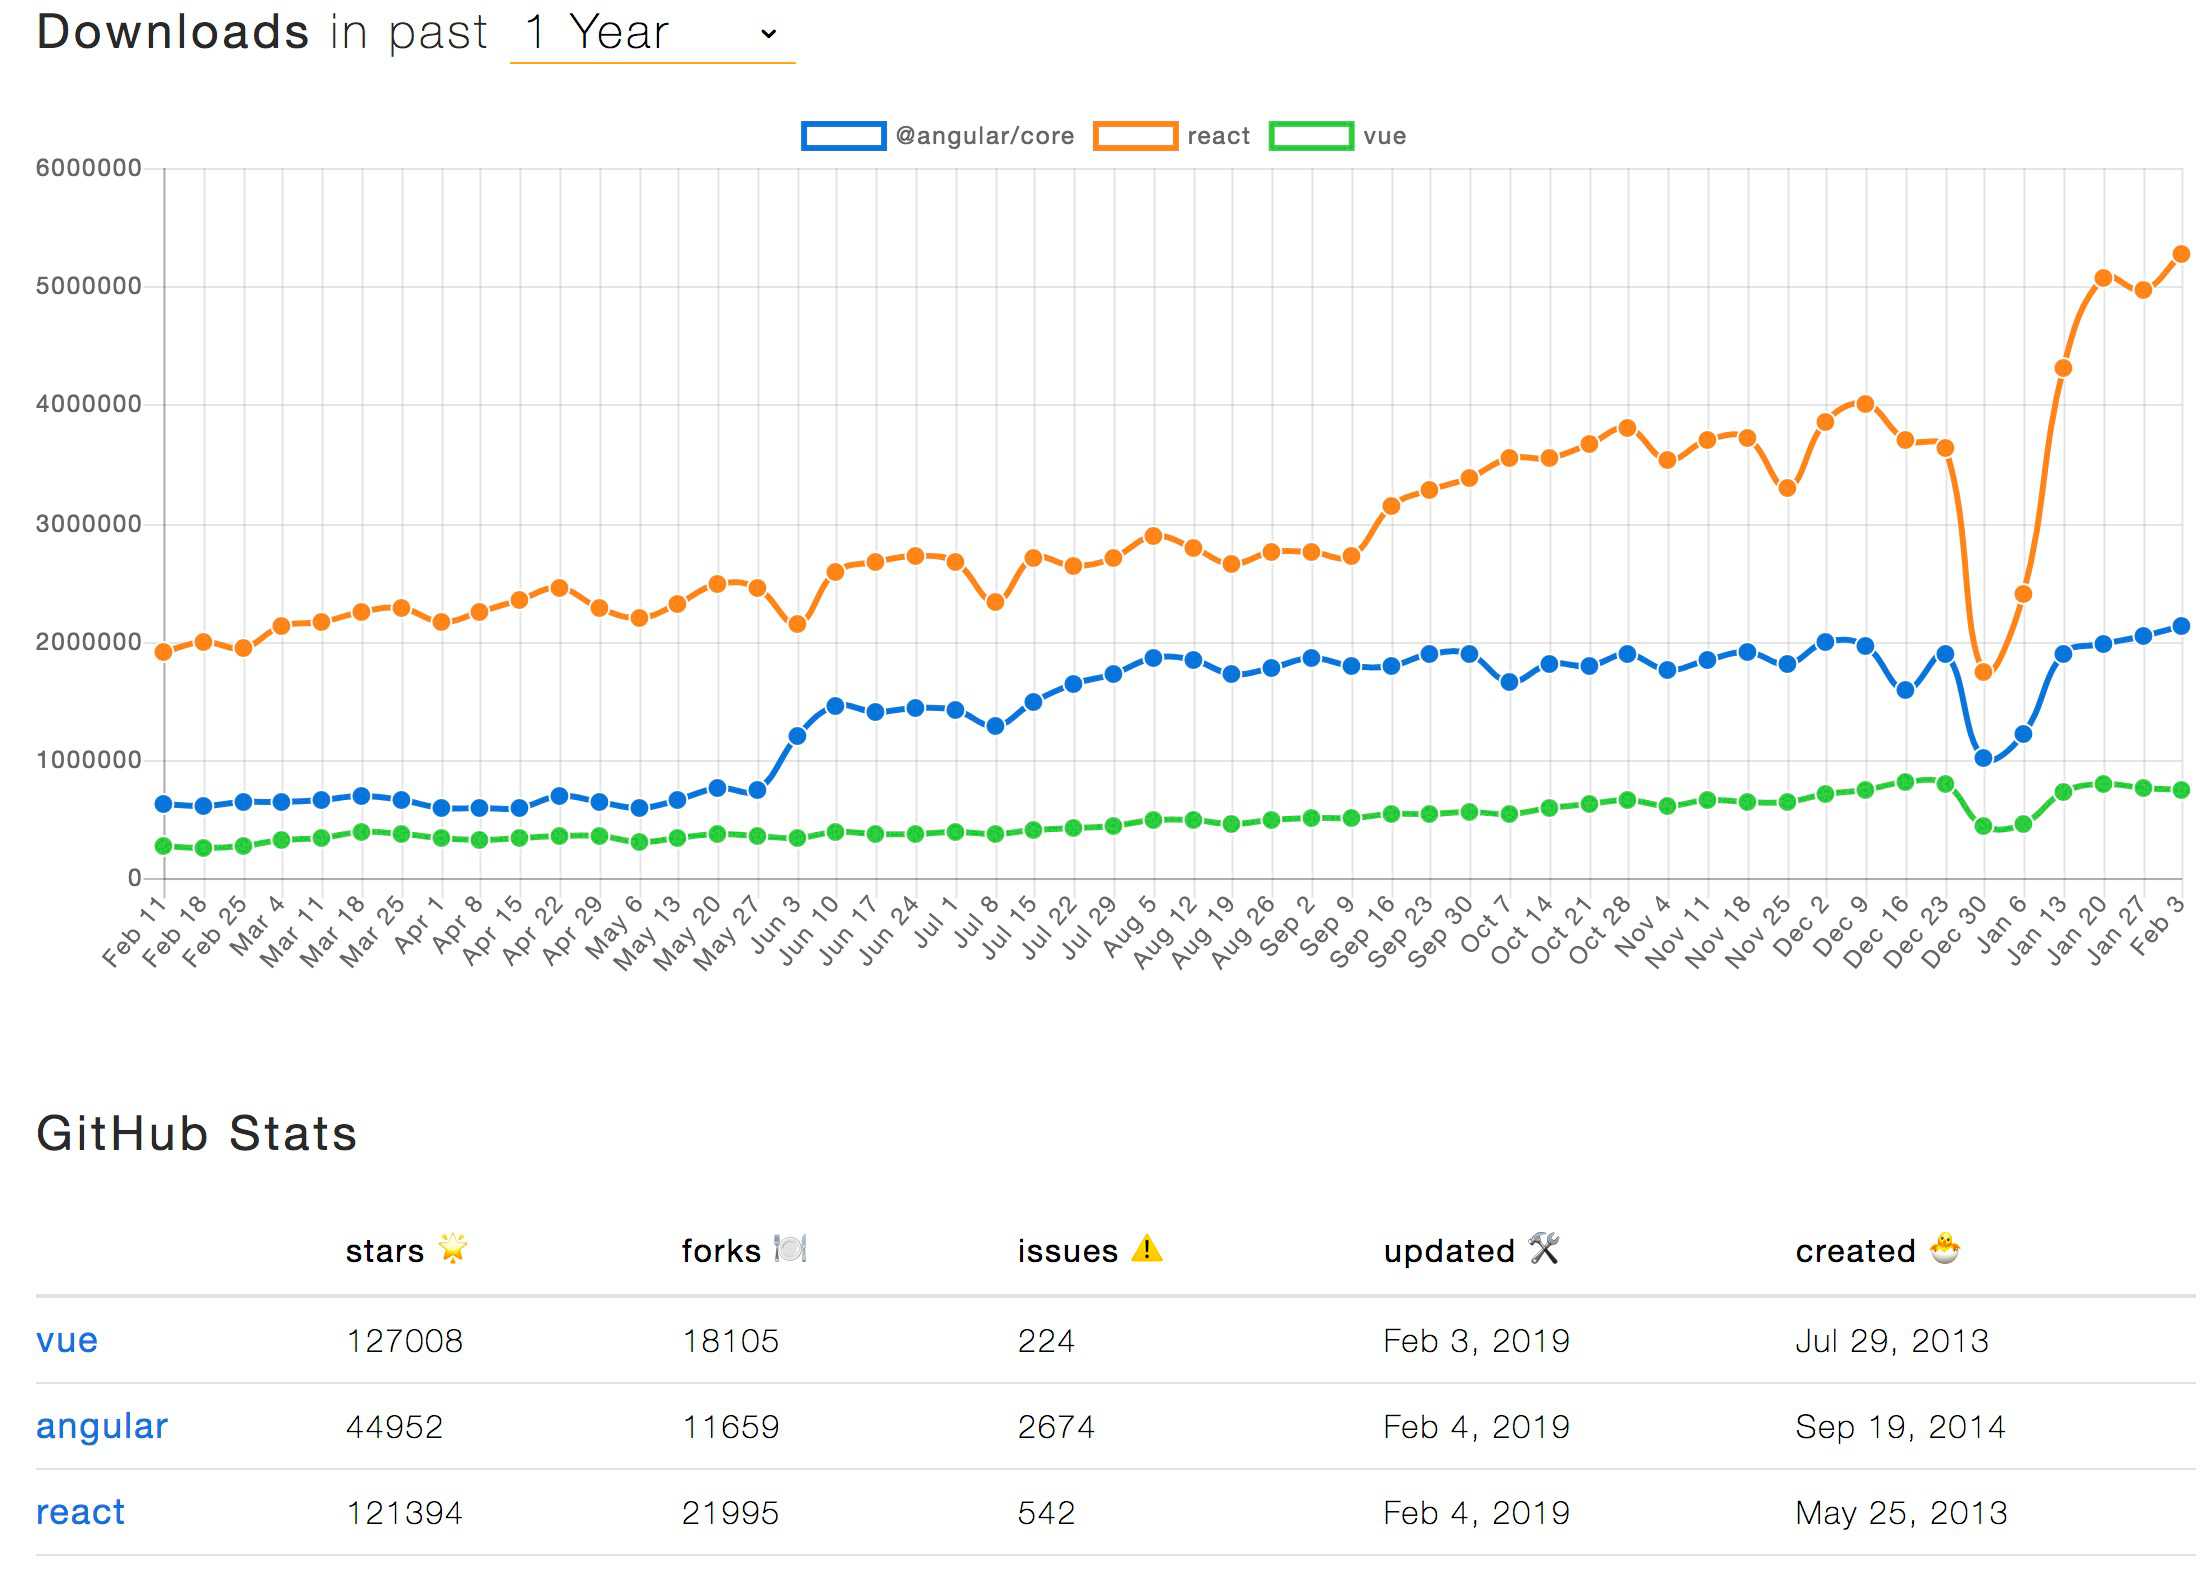 Downloads in past 1 Year
@angular/core react vue
6000000
5000000
4000000
3000000
2000000
1000000
0
Feb 11 Feb 18 Feb 25 Mar 4 Mar 11 Mar 18 Mar 25 Apr 1 Apr 8 Apr 15 Apr 22 Apr 29 May 6 May 13 May 20 May 27 Jun 3 Jun 10 Jun 17 Jun 24 Jul 1 Jul 8 Jul 15 Jul 22 Jul 29 Aug 5 Aug 12 Aug 19 Aug 26 Sep 2 Sep 9 Sep 16 Sep 23 Sep 30 Oct 7 Oct 14 Oct 21 Oct 28 Nov 4 Nov 11 Nov 18 Nov 25 Dec 2 Dec 9 Dec 16 Dec 23 Dec 30 Jan 6 Jan 13 Jan 20 Jan 27 Feb 3
GitHub Stats
stars 🌟 forks 🍽️ issues ⚠️ updated 🛠️ created 🐣
vue 127008 18105 224 Feb 3, 2019 Jul 29, 2013
angular 44952 11659 2674 Feb 4, 2019 Sep 19, 2014
react 121394 21995 542 Feb 4, 2019 May 25, 2013